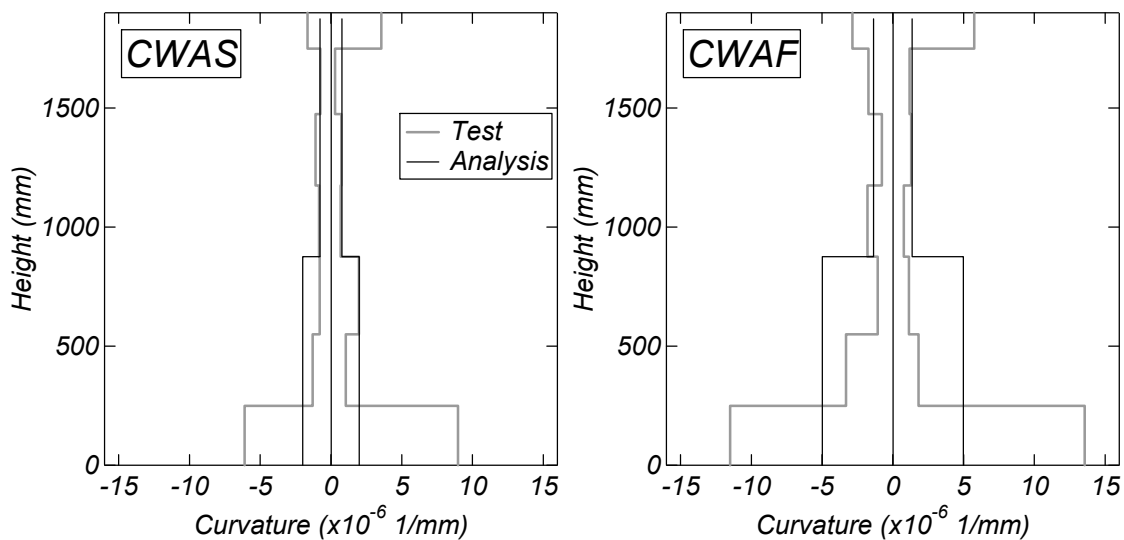 CWAS
Test
Analysis
Height (mm)
1500
1000
500
0
-15 -10 -5 0 5 10 15
Curvature (x10⁻⁶ 1/mm)
CWAF
Height (mm)
1500
1000
500
0
-15 -10 -5 0 5 10 15
Curvature (x10⁻⁶ 1/mm)